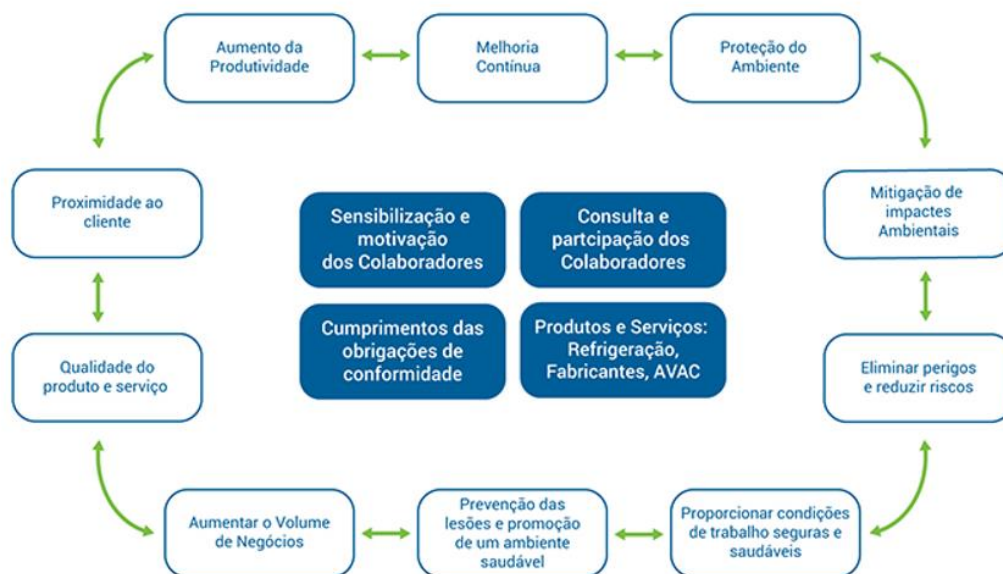 Aumento da
Produtividade
Melhoria
Contínua
Proteção do
Ambiente
Proximidade ao
cliente
Mitigação de
impactes
Ambientais
Sensibilização e
motivação
dos Colaboradores
Consulta e
partcipação dos
Colaboradores
Cumprimentos das
obrigações de
conformidade
Produtos e Serviços:
Refrigeração,
Fabricantes, AVAC
Qualidade do
produto e serviço
Eliminar perigos
e reduzir riscos
Aumentar o Volume
de Negócios
Prevenção das
lesões e promoção
de um ambiente
saudável
Proporcionar condições
de trabalho seguras e
saudáveis